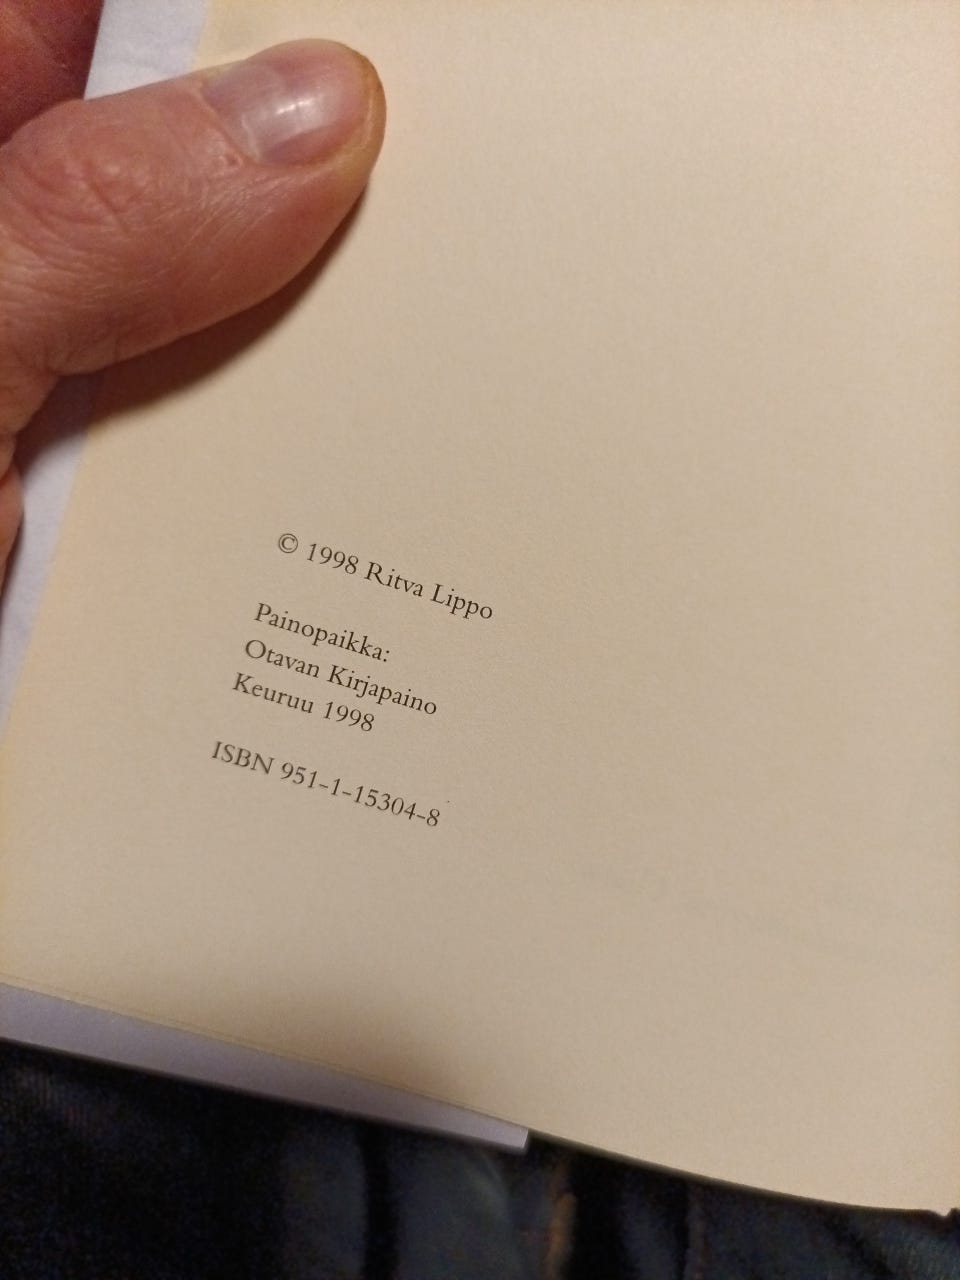 © 1998 Ritva Lippo
Painopaikka:
Otavan Kirjapaino
Keuruu 1998
ISBN 951-1-15304-8